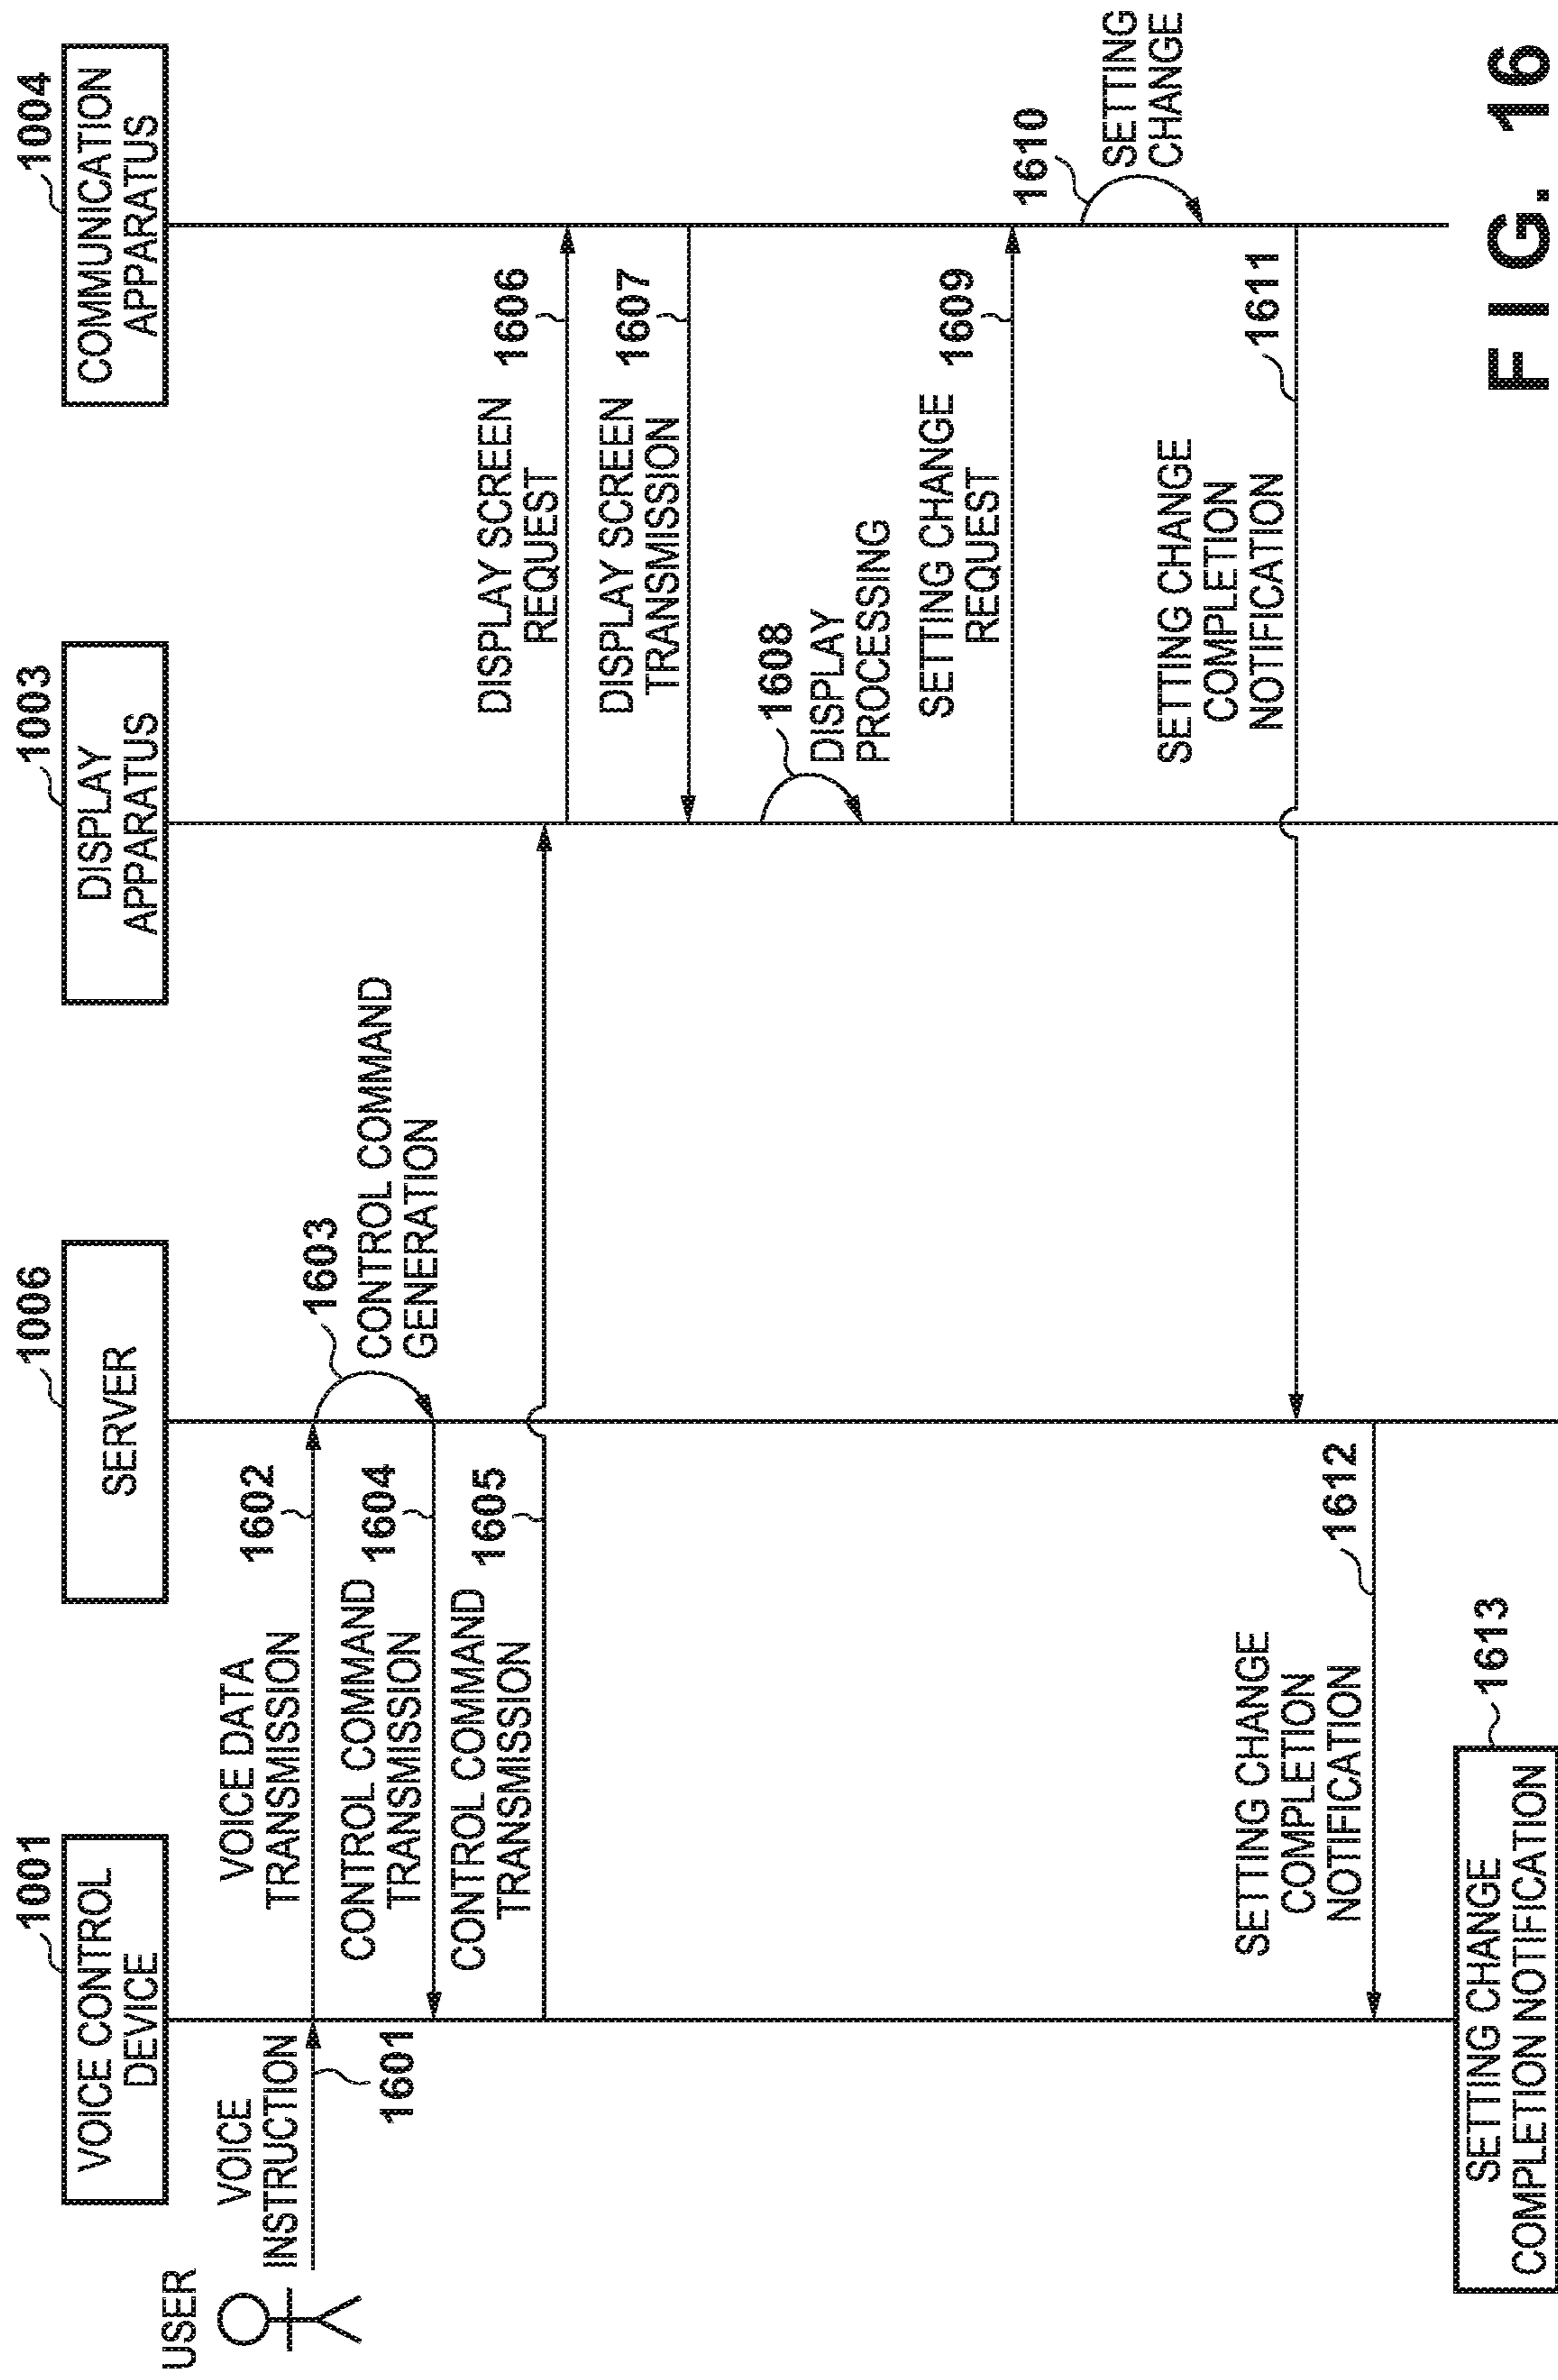 USER
VOICE
INSTRUCTION
1601
1001
VOICE CONTROL
DEVICE
1006
SERVER
1003
DISPLAY
APPARATUS
1004
COMMUNICATION
APPARATUS
VOICE DATA
TRANSMISSION
1602
1603
CONTROL COMMAND
GENERATION
CONTROL COMMAND
TRANSMISSION
1604
CONTROL COMMAND
TRANSMISSION
1605
DISPLAY SCREEN
REQUEST
1606
DISPLAY SCREEN
TRANSMISSION
1607
1608
DISPLAY
PROCESSING
SETTING CHANGE
REQUEST
1609
1610
SETTING
CHANGE
SETTING CHANGE
COMPLETION
NOTIFICATION
1611
SETTING CHANGE
COMPLETION
NOTIFICATION
1612
SETTING CHANGE
COMPLETION NOTIFICATION
1613
FIG. 16